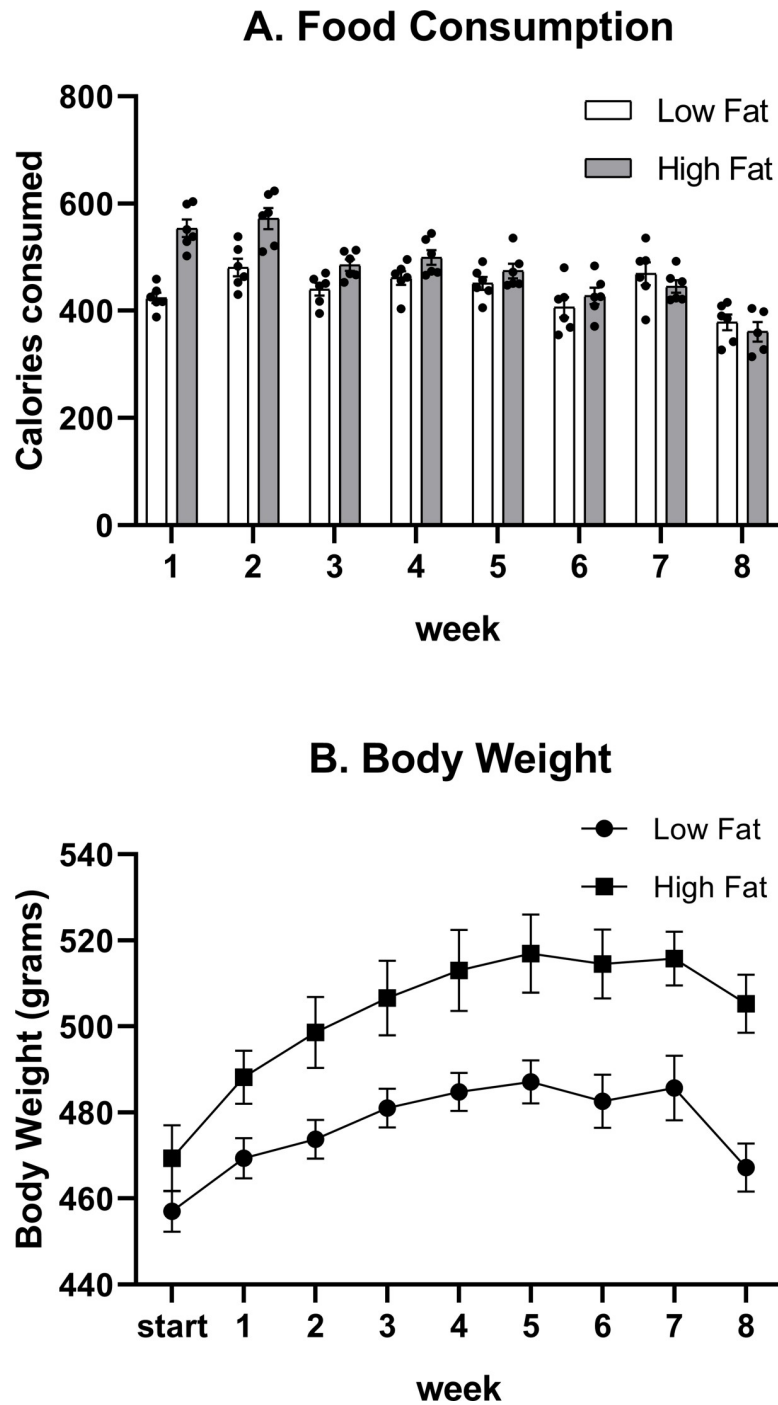 A. Food Consumption
800
600
400
200
0
Calories consumed
Low Fat
High Fat
1 2 3 4 5 6 7 8
week
B. Body Weight
Low Fat
High Fat
540
520
500
480
460
440
Body Weight (grams)
start 1 2 3 4 5 6 7 8
week